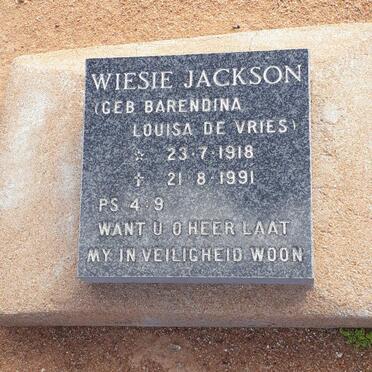 WIESIE JACKSON
(GEB BARENDINA
LOUISA DE VRIES)
* 23·7·1918
† 21·8·1991
PS 4·9
WANT U O HEER LAAT
MY IN VEILIGHEID WOON